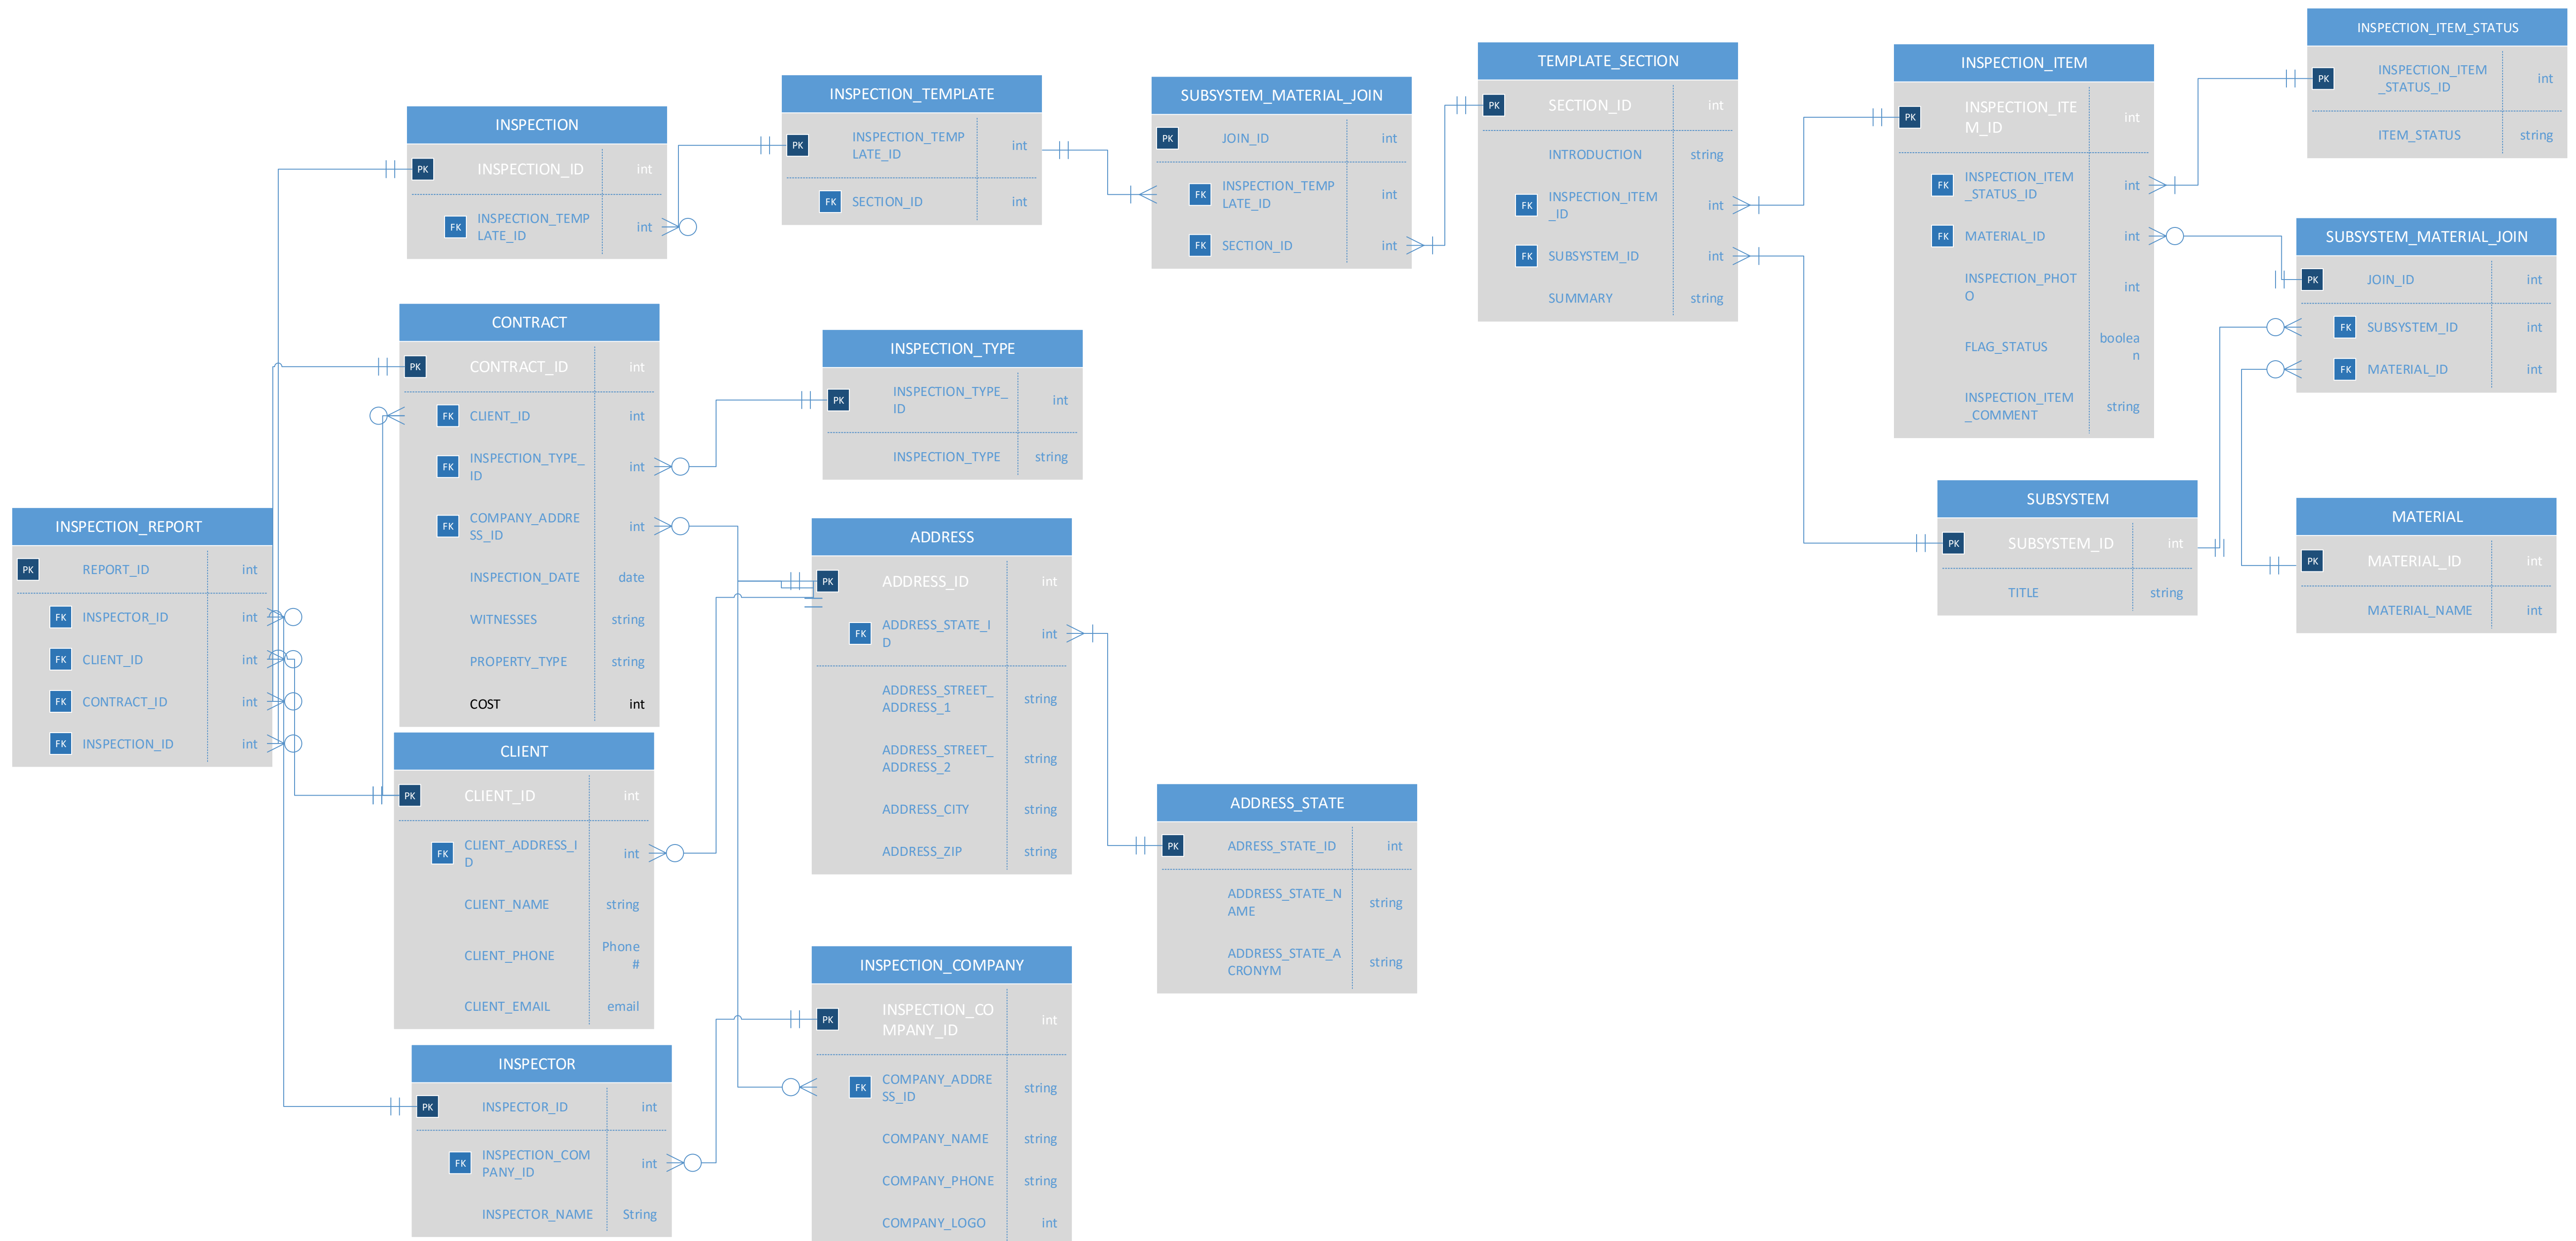 INSPECTION_REPORT
PK REPORT_ID int
FK INSPECTOR_ID int
FK CLIENT_ID int
FK CONTRACT_ID int
FK INSPECTION_ID int
INSPECTION
PK INSPECTION_ID int
FK INSPECTION_TEMP
LATE_ID int
CONTRACT
PK CONTRACT_ID int
FK CLIENT_ID int
FK INSPECTION_TYPE_
ID int
FK COMPANY_ADDRE
SS_ID int
INSPECTION_DATE date
WITNESSES string
PROPERTY_TYPE string
COST int
CLIENT
PK CLIENT_ID int
FK CLIENT_ADDRESS_I
D int
CLIENT_NAME string
CLIENT_PHONE Phone
#
CLIENT_EMAIL email
INSPECTOR
PK INSPECTOR_ID int
FK INSPECTION_COM
PANY_ID int
INSPECTOR_NAME String
INSPECTION_TEMPLATE
PK INSPECTION_TEMP
LATE_ID int
FK SECTION_ID int
INSPECTION_TYPE
PK INSPECTION_TYPE_
ID int
INSPECTION_TYPE string
ADDRESS
PK ADDRESS_ID int
FK ADDRESS_STATE_I
D int
ADDRESS_STREET_
ADDRESS_1 string
ADDRESS_STREET_
ADDRESS_2 string
ADDRESS_CITY string
ADDRESS_ZIP string
INSPECTION_COMPANY
PK INSPECTION_CO
MPANY_ID int
FK COMPANY_ADDRE
SS_ID string
COMPANY_NAME string
COMPANY_PHONE string
COMPANY_LOGO int
SUBSYSTEM_MATERIAL_JOIN
PK JOIN_ID int
FK INSPECTION_TEMP
LATE_ID int
FK SECTION_ID int
ADDRESS_STATE
PK ADRESS_STATE_ID int
ADDRESS_STATE_N
AME string
ADDRESS_STATE_A
CRONYM string
TEMPLATE_SECTION
PK SECTION_ID int
INTRODUCTION string
FK INSPECTION_ITEM
_ID int
FK SUBSYSTEM_ID int
SUMMARY string
INSPECTION_ITEM
PK INSPECTION_ITE
M_ID int
FK INSPECTION_ITEM
_STATUS_ID int
FK MATERIAL_ID int
INSPECTION_PHOT
O int
FLAG_STATUS boolea
n
INSPECTION_ITEM
_COMMENT string
SUBSYSTEM
PK SUBSYSTEM_ID int
TITLE string
INSPECTION_ITEM_STATUS
PK INSPECTION_ITEM
_STATUS_ID int
ITEM_STATUS string
SUBSYSTEM_MATERIAL_JOIN
PK JOIN_ID int
FK SUBSYSTEM_ID int
FK MATERIAL_ID int
MATERIAL
PK MATERIAL_ID int
MATERIAL_NAME int